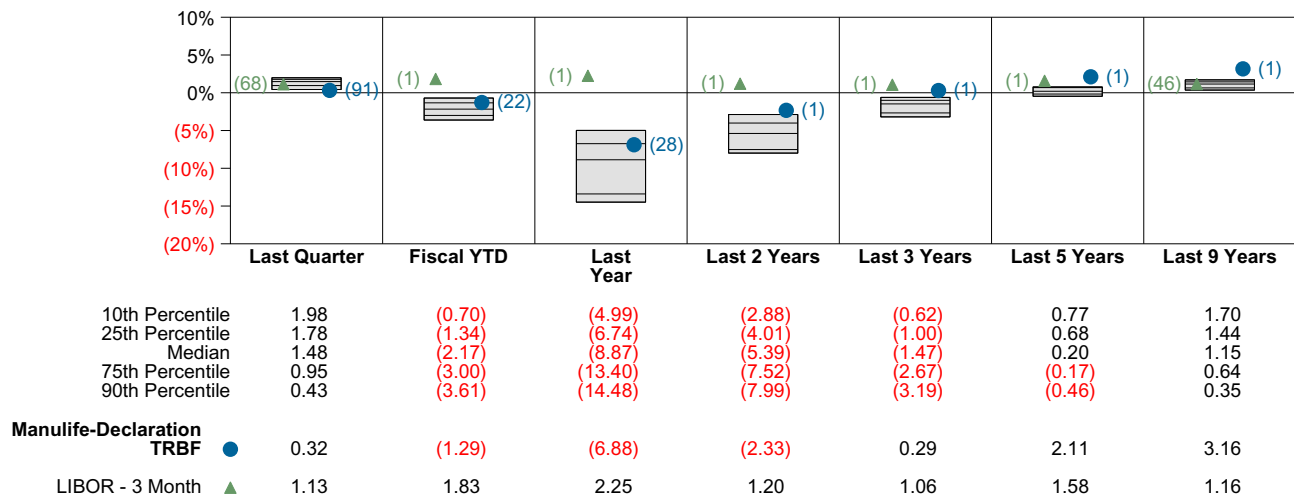 10%
5%
0%
(5%)
(10%)
(15%)
(20%)
(68) (91) (1) (22) (1) (28) (1) (1) (1) (1) (1) (1) (46) (1)
Last Quarter Fiscal YTD Last Year Last 2 Years Last 3 Years Last 5 Years Last 9 Years
10th Percentile 1.98 (0.70) (4.99) (2.88) (0.62) 0.77 1.70
25th Percentile 1.78 (1.34) (6.74) (4.01) (1.00) 0.68 1.44
Median 1.48 (2.17) (8.87) (5.39) (1.47) 0.20 1.15
75th Percentile 0.95 (3.00) (13.40) (7.52) (2.67) (0.17) 0.64
90th Percentile 0.43 (3.61) (14.48) (7.99) (3.19) (0.46) 0.35
Manulife-Declaration
TRBF 0.32 (1.29) (6.88) (2.33) 0.29 2.11 3.16
LIBOR - 3 Month 1.13 1.83 2.25 1.20 1.06 1.58 1.16